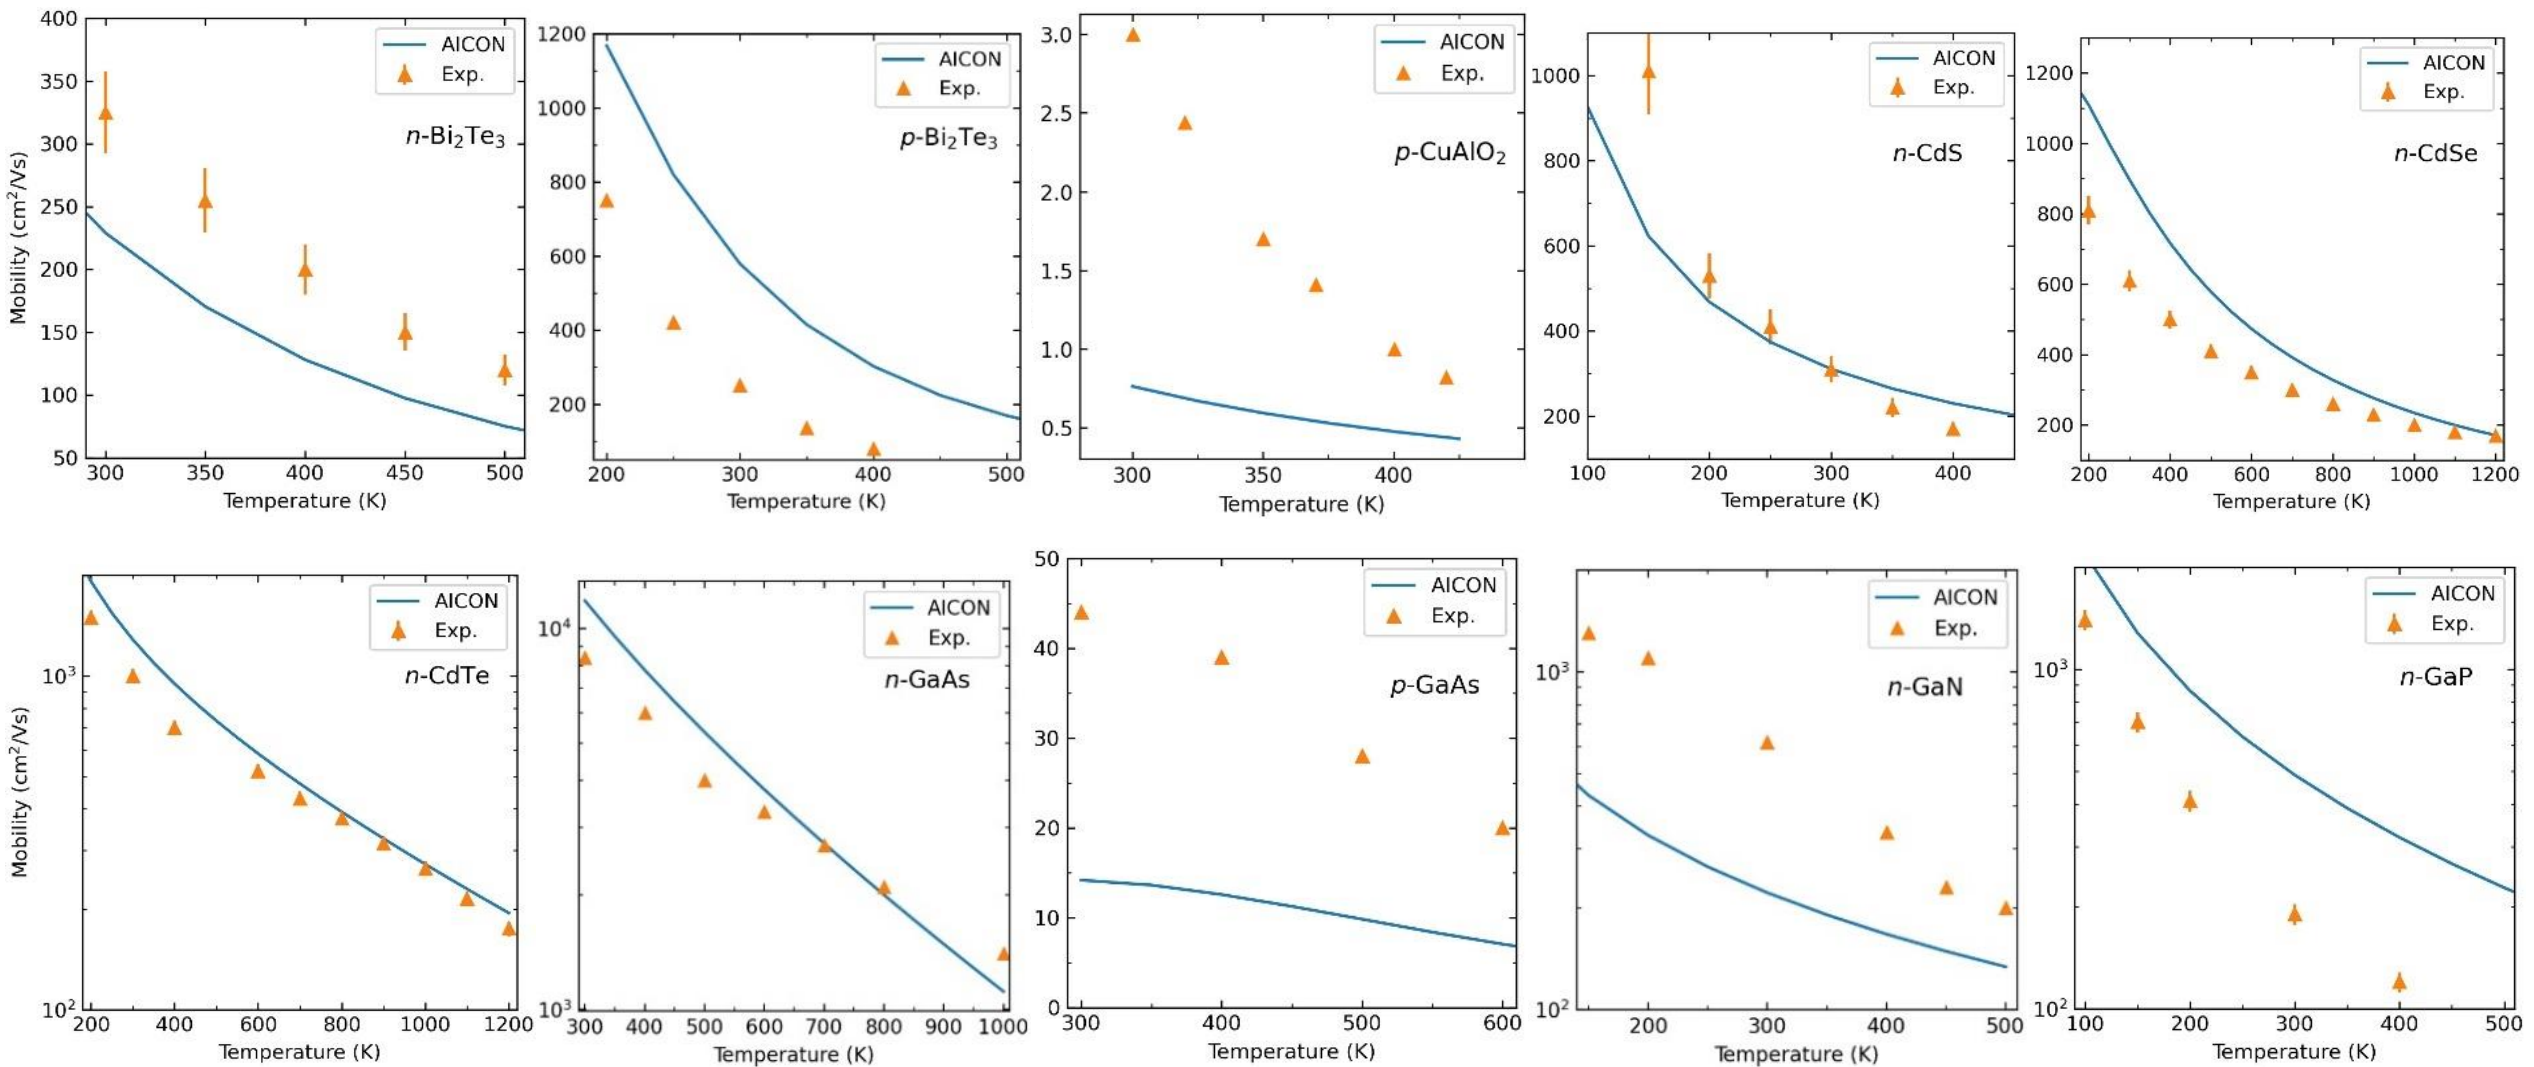 400
350
300
250
200
150
100
50
Mobility (cm²/Vs)
AICON
Exp.
n-Bi₂Te₃
300 350 400 450 500
Temperature (K)
1200
1000
800
600
400
200
AICON
Exp.
p-Bi₂Te₃
200 300 400 500
Temperature (K)
3.0
2.5
2.0
1.5
1.0
0.5
AICON
Exp.
p-CuAlO₂
300 350 400
Temperature (K)
1000
800
600
400
200
AICON
Exp.
n-CdS
100 200 300 400
Temperature (K)
1200
1000
800
600
400
200
AICON
Exp.
n-CdSe
200 400 600 800 1000 1200
Temperature (K)
10³
10²
Mobility (cm²/Vs)
AICON
Exp.
n-CdTe
200 400 600 800 1000 1200
Temperature (K)
10⁴
10³
AICON
Exp.
n-GaAs
300 400 500 600 700 800 900 1000
Temperature (K)
50
40
30
20
10
0
AICON
Exp.
p-GaAs
300 400 500 600
Temperature (K)
10³
10²
AICON
Exp.
n-GaN
200 300 400 500
Temperature (K)
10³
10²
AICON
Exp.
n-GaP
100 200 300 400 500
Temperature (K)